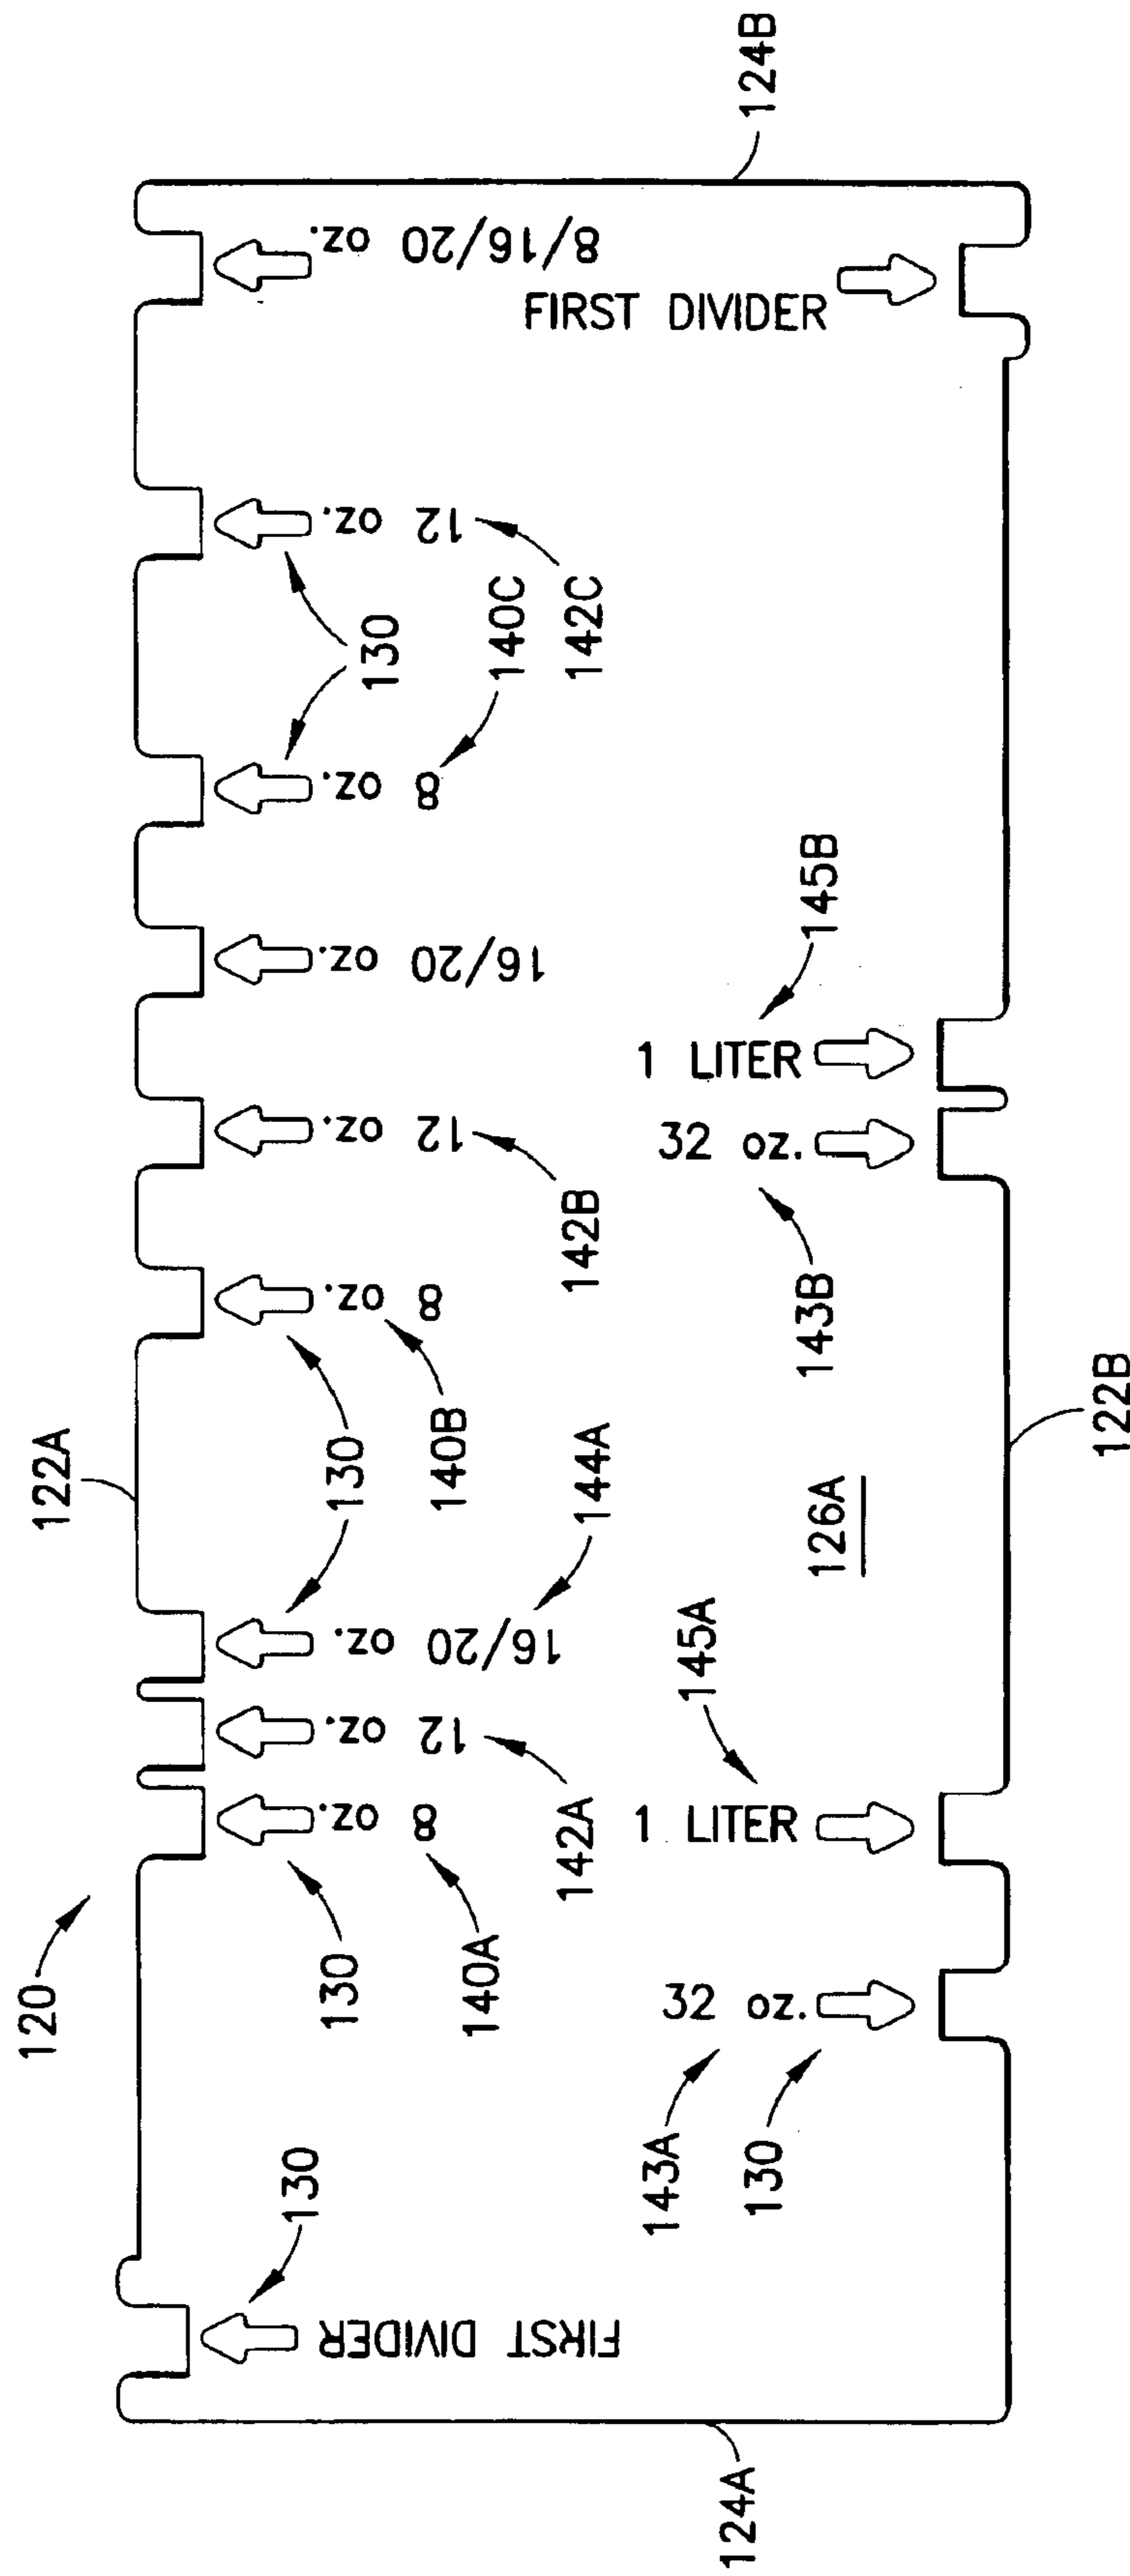 120
122A
124A
124B
122B
126A
130
FIRST DIVIDER
130
8 oz.
140A
12 oz.
142A
16/20 oz.
144A
130
8 oz.
140B
12 oz.
142B
16/20 oz.
8 oz.
140C
130
12 oz.
142C
8/16/20 oz.
FIRST DIVIDER
143A
130
32 oz.
145A
1 LITER
143B
32 oz.
145B
1 LITER